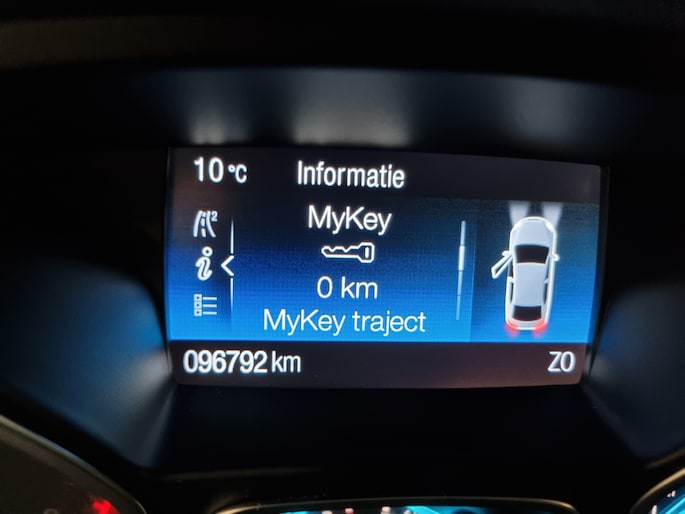 10°C Informatie
MyKey
0 km
MyKey traject
096792 km ZO